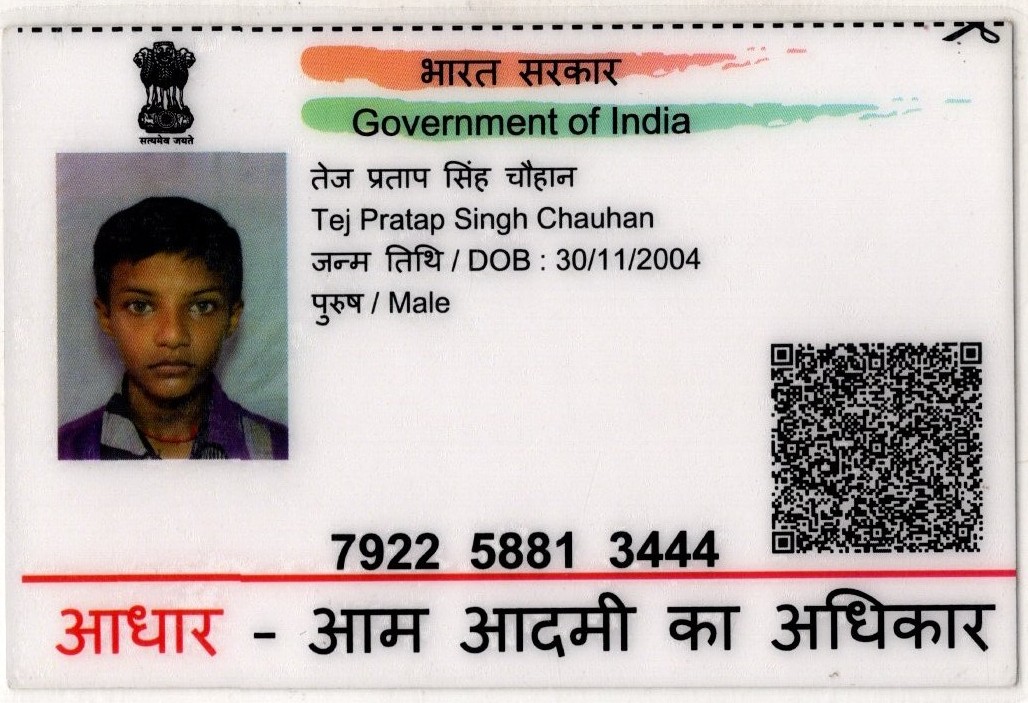 भारत सरकार
Government of India
सत्यमेव जयते
तेज प्रताप सिंह चौहान
Tej Pratap Singh Chauhan
जन्म तिथि / DOB : 30/11/2004
पुरुष / Male
7922 5881 3444
आधार - आम आदमी का अधिकार